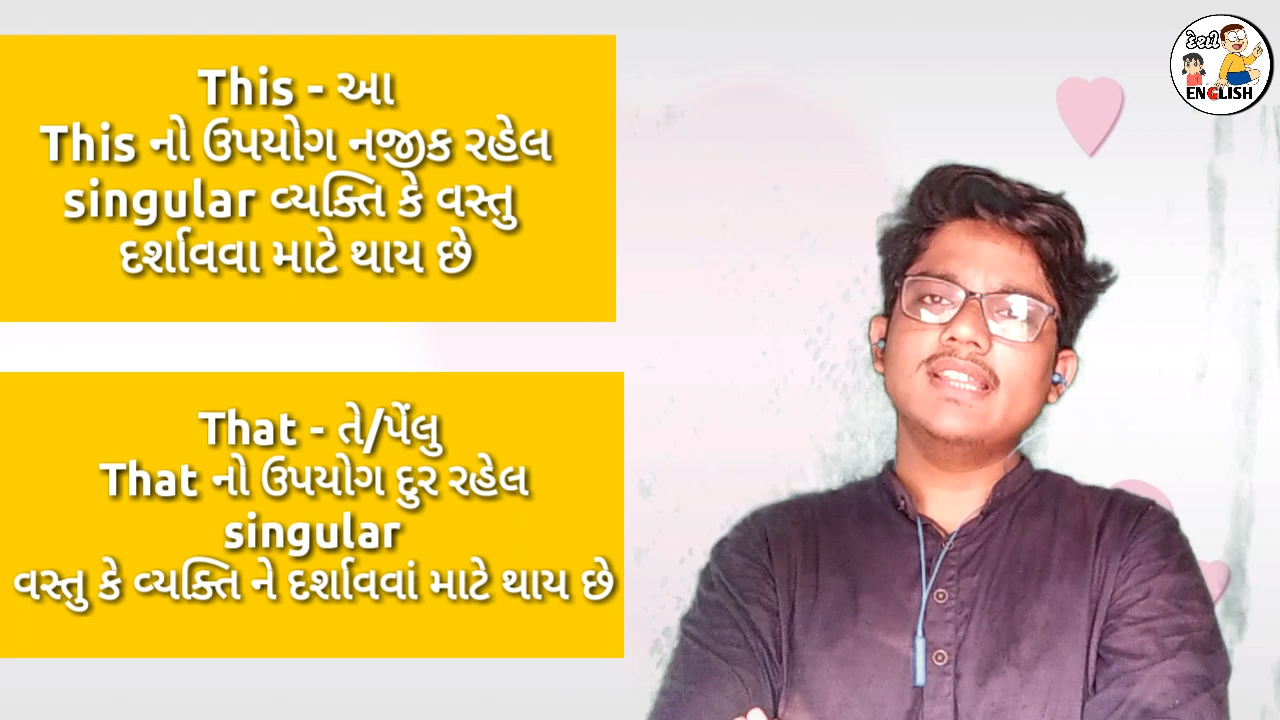 This - આ
This નો ઉપયોગ નજીક રહેલ
singular વ્યક્તિ કે વસ્તુ
દર્શાવવા માટે થાય છે
That - તે/પેંલુ
That નો ઉપયોગ દુર રહેલ
singular
વસ્તુ કે વ્યક્તિ ને દર્શાવવાં માટે થાય છે
દેશી
ENGLISH